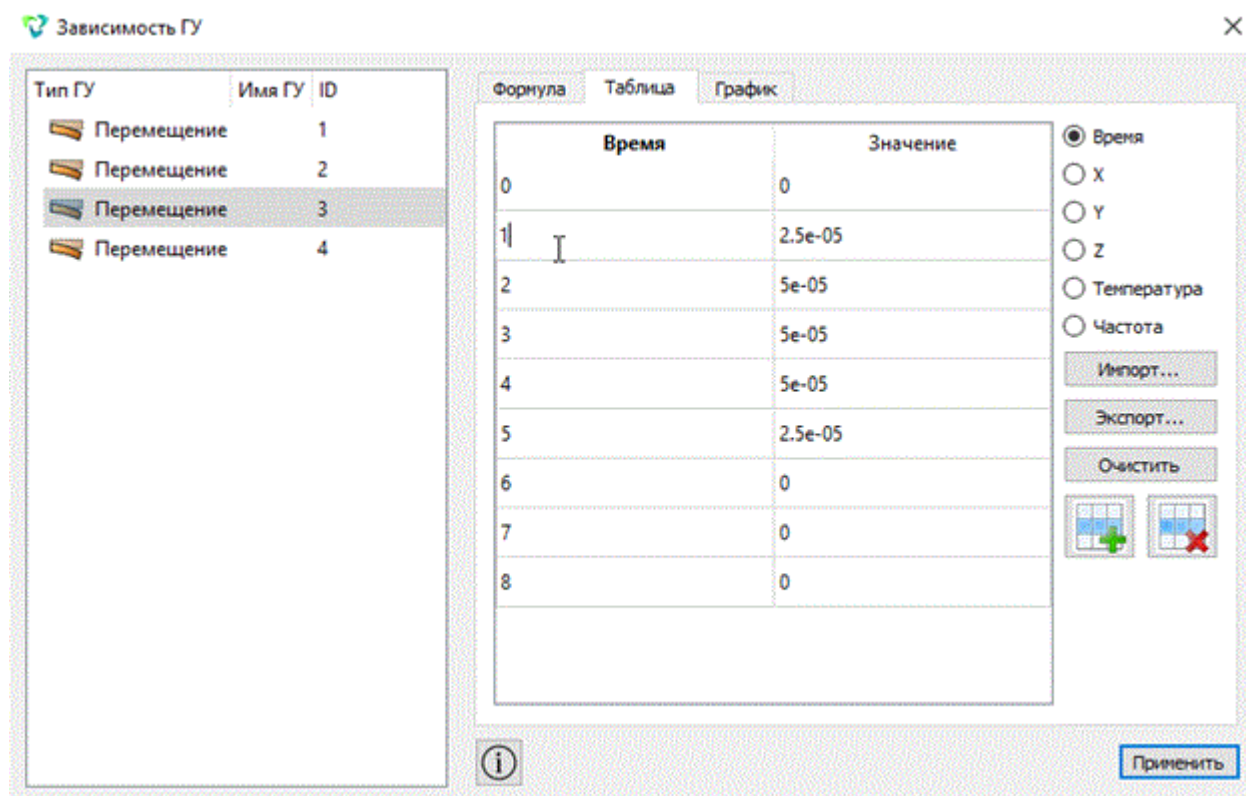 Зависимость ГУ
Тип ГУ Имя ГУ ID
Перемещение 1
Перемещение 2
Перемещение 3
Перемещение 4
Формула Таблица График
Время Значение
0 0
1 2.5e-05
2 5e-05
3 5e-05
4 5e-05
5 2.5e-05
6 0
7 0
8 0
Время
X
Y
Z
Температура
Частота
Импорт...
Экспорт...
Очистить
Применить